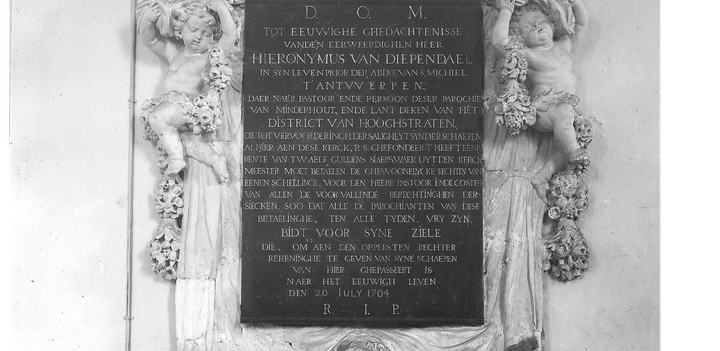 D. O. M.
TOT EEUWIGHE GHEDACHTENISSE
VANDEN EERWEERDIGHEN HEER
HIERONYMUS VAN DIEPENDAEL
IN SYN LEVEN PRIOR DER ABDYE VAN S. MICHIEL
T'ANTWERPEN.
DAER NAER PASTOOR ENDE PERSOON DESER PAROCHIE
VAN MINDERHOUT, ENDE LANT DEKEN VAN HET
DISTRICT VAN HOOGHSTRATEN,
DIE TOT VERVOORDERINGH DER SALIGHEYT SYNDER SCHAEPEN
ALHIER AEN DESE KERCK, P. S. GHEFONDEERT HEEFT EENE
RENTE VAN TWAELF GULDENS SIAERS WAER UYT DEN KERCK
MEESTER MOET BETAELEN DE GHEWOONELYCKE RECHTEN VAN
EENEN SCHELLINCK, VOOR DEN HEERE PASTOOR ENDE COSTER
VAN ALLEN DE VOORVALLENDE BERECHTINGHEN DER
SIECKEN, SOO DAT ALLE DE PAROCHIANTEN VAN DESE
BETAELINGHE, TEN ALLE TYDEN, VRY ZYN,
BIDT VOOR SYNE ZIELE
DIE, OM AEN DEN OPPERSTEN RECHTER
REKENINGHE TE GEVEN VAN SYNE SCHAEPEN
VAN HIER GHEPASSEERT IS
NAER HET EEUWIGH LEVEN
DEN 20 JULY 1704
R. I. P.